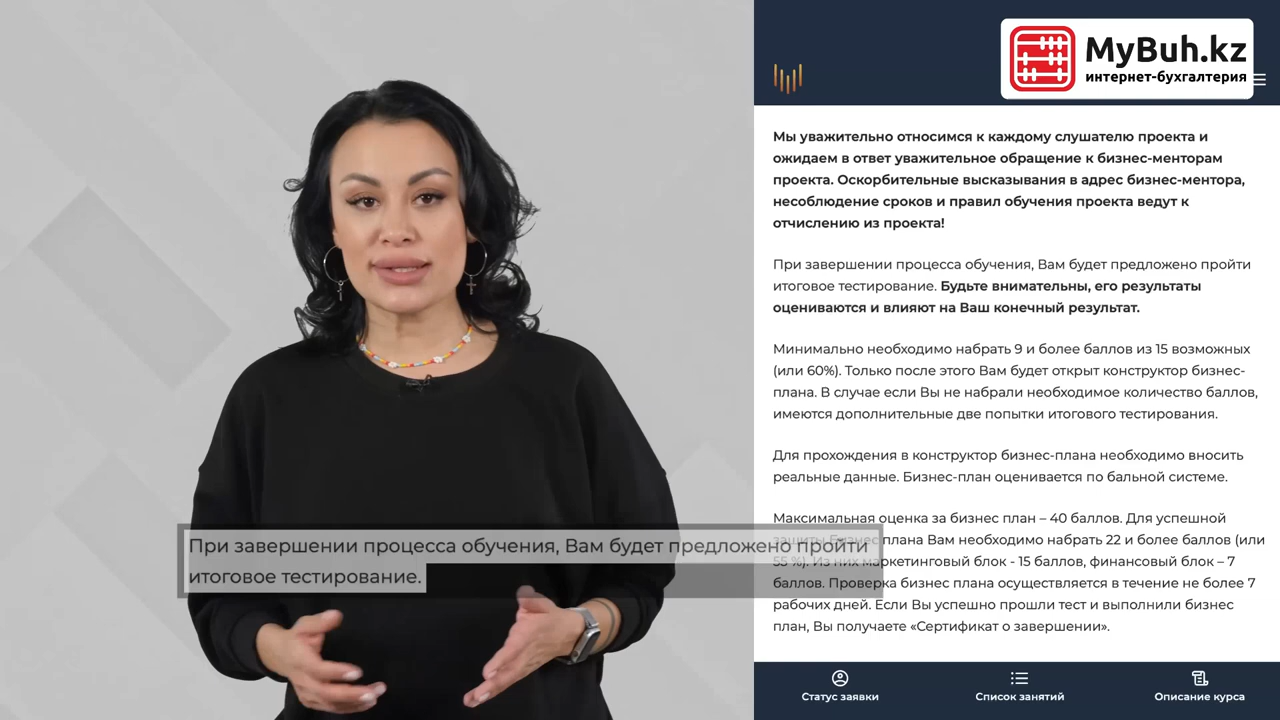 MyBuh.kz
интернет-бухгалтерия
Мы уважительно относимся к каждому слушателю проекта и
ожидаем в ответ уважительное обращение к бизнес-менторам
проекта. Оскорбительные высказывания в адрес бизнес-ментора,
несоблюдение сроков и правил обучения проекта ведут к
отчислению из проекта!
При завершении процесса обучения, Вам будет предложено пройти
итоговое тестирование. Будьте внимательны, его результаты
оцениваются и влияют на Ваш конечный результат.
Минимально необходимо набрать 9 и более баллов из 15 возможных
(или 60%). Только после этого Вам будет открыт конструктор бизнес-
плана. В случае если Вы не набрали необходимое количество баллов,
имеются дополнительные две попытки итогового тестирования.
Для прохождения в конструктор бизнес-плана необходимо вносить
реальные данные. Бизнес-план оценивается по бальной системе.
Максимальная оценка за бизнес план – 40 баллов. Для успешной
защиты бизнес-плана Вам необходимо набрать 22 и более баллов (или
55 %). Из них маркетинговый блок - 15 баллов, финансовый блок – 7
баллов. Проверка бизнес плана осуществляется в течение не более 7
рабочих дней. Если Вы успешно прошли тест и выполнили бизнес
план, Вы получаете «Сертификат о завершении».
При завершении процесса обучения, Вам будет предложено пройти
итоговое тестирование.
Статус заявки
Список занятий
Описание курса